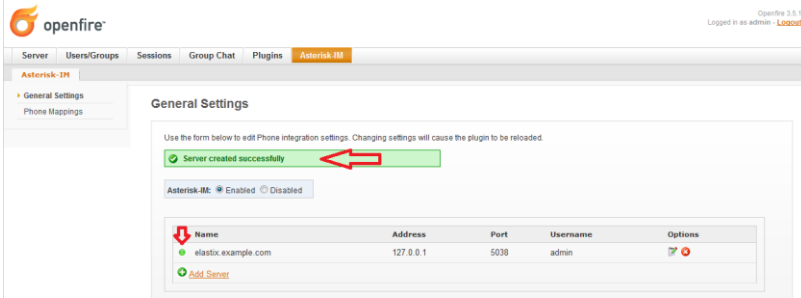 openfire
Openfire 3.5.1
Logged in as admin - Logout
Server Users/Groups Sessions Group Chat Plugins Asterisk-IM
Asterisk-IM
General Settings
Phone Mappings
General Settings
Use the form below to edit Phone integration settings. Changing settings will cause the plugin to be reloaded.
Server created successfully
Asterisk-IM: Enabled Disabled
Name Address Port Username Options
elastix.example.com 127.0.0.1 5038 admin
Add Server